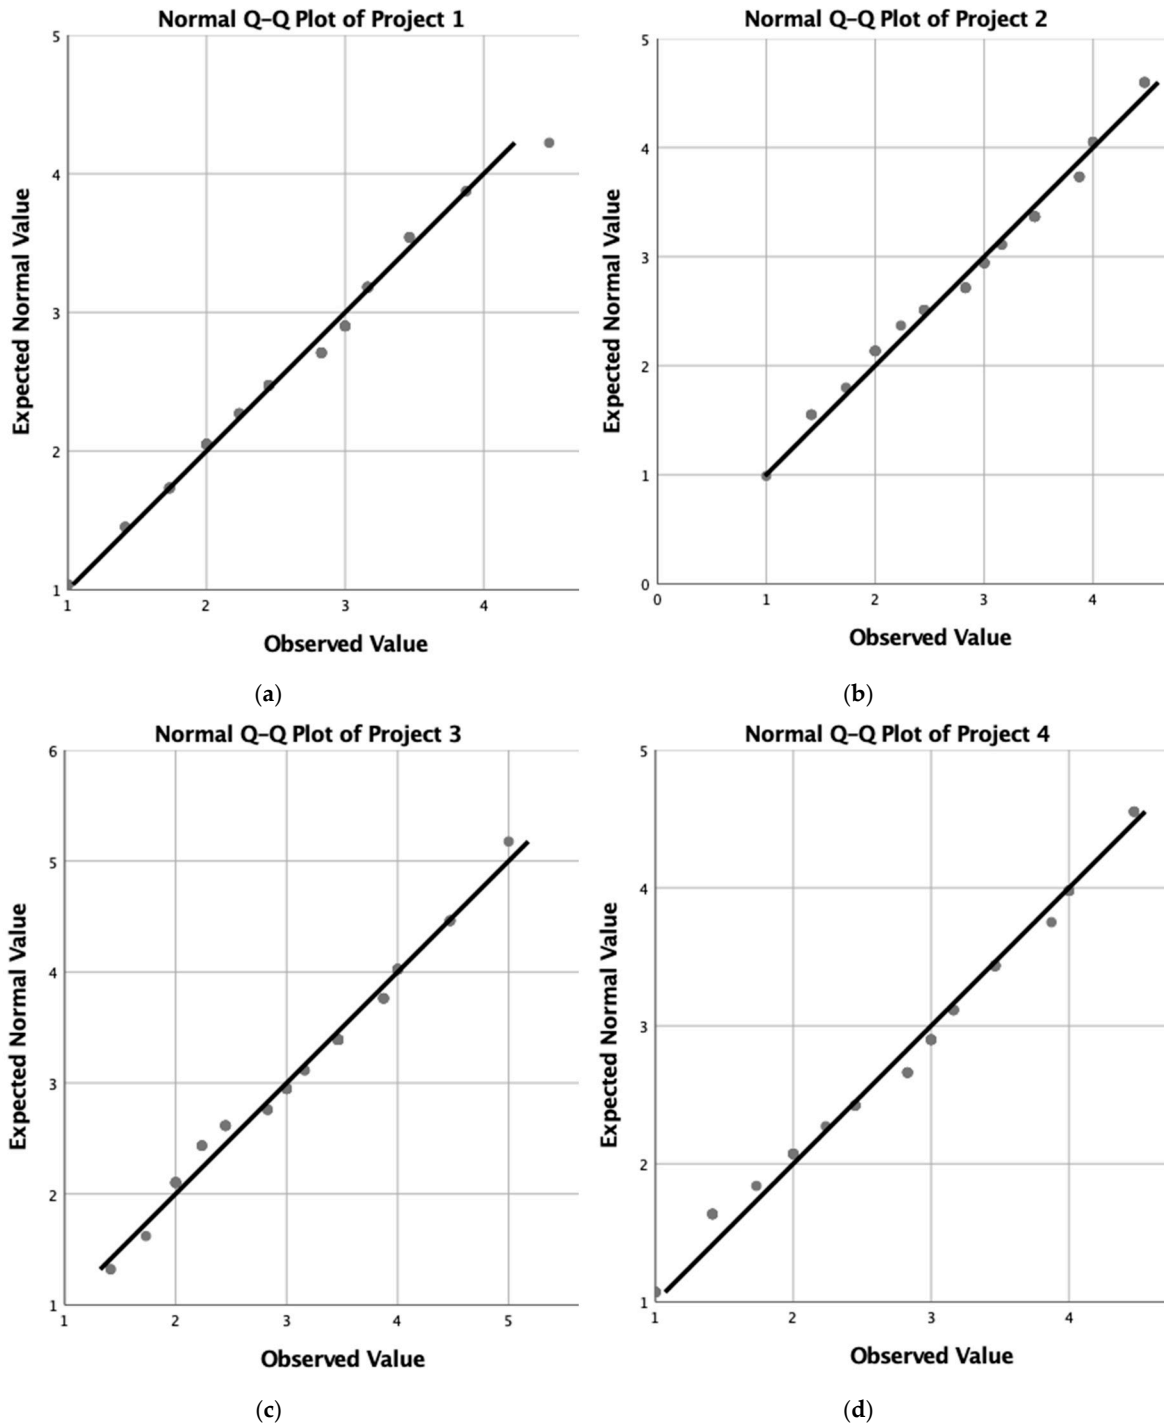 Normal Q-Q Plot of Project 1
5
4
3
2
1
1 2 3 4
Expected Normal Value
Observed Value
(a)
Normal Q-Q Plot of Project 2
5
4
3
2
1
0
0 1 2 3 4
Expected Normal Value
Observed Value
(b)
Normal Q-Q Plot of Project 3
6
5
4
3
2
1
1 2 3 4 5
Expected Normal Value
Observed Value
(c)
Normal Q-Q Plot of Project 4
5
4
3
2
1
1 2 3 4
Expected Normal Value
Observed Value
(d)